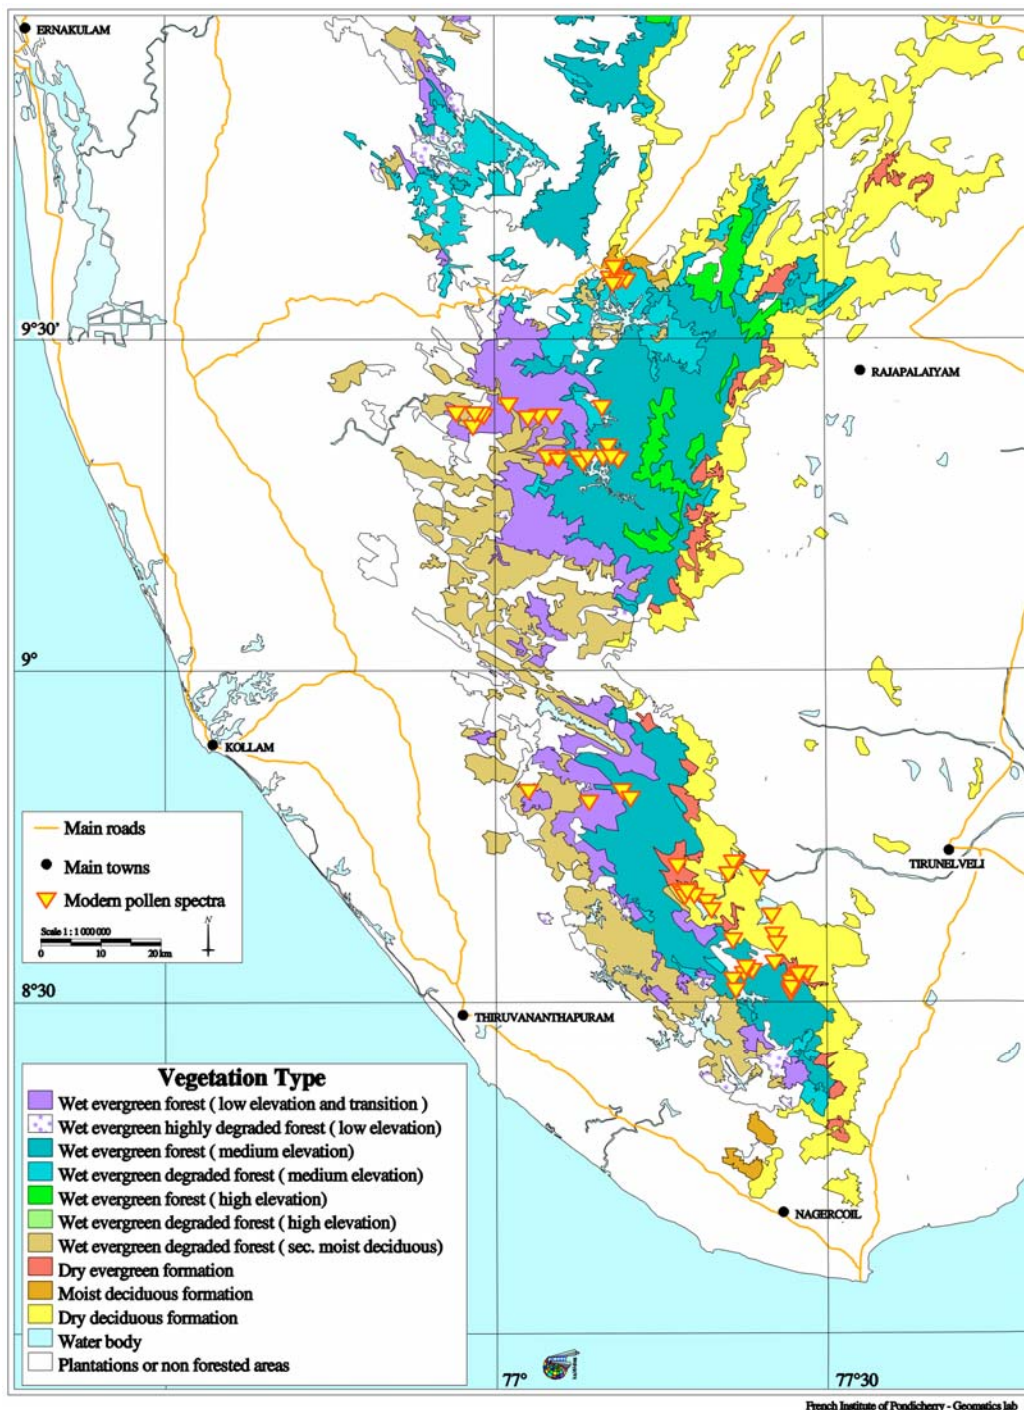 ERNAKULAM
9°30'
RAJAPALAIYAM
9°
KOLLAM
Main roads
Main towns
Modern pollen spectra
N
Scale 1 : 1 000 000
0 10 20 km
TIRUNELVELI
8°30
THIRUVANANTHAPURAM
Vegetation Type
Wet evergreen forest ( low elevation and transition )
Wet evergreen highly degraded forest ( low elevation)
Wet evergreen forest ( medium elevation)
Wet evergreen degraded forest ( medium elevation)
Wet evergreen forest ( high elevation)
Wet evergreen degraded forest ( high elevation)
Wet evergreen degraded forest ( sec. moist deciduous)
Dry evergreen formation
Moist deciduous formation
Dry deciduous formation
Water body
Plantations or non forested areas
NAGERCOIL
77°
77°30
French Institute of Pondicherry - Geomatics lab